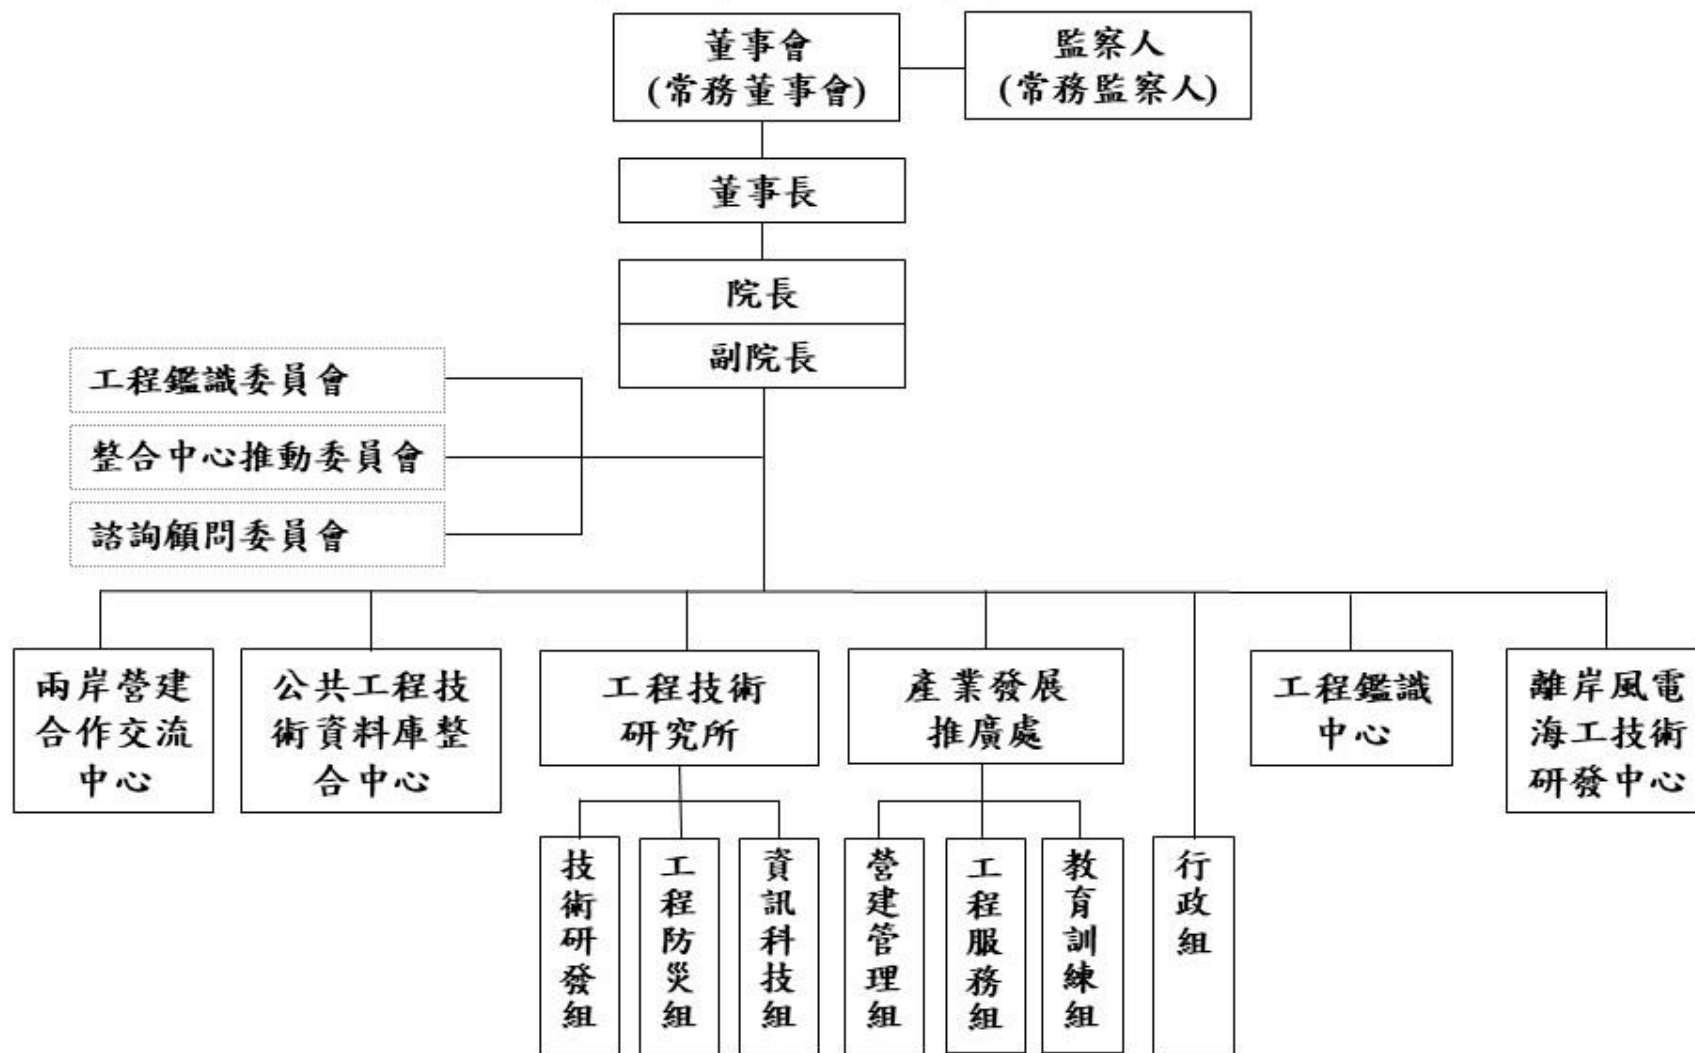 董事會
(常務董事會)
監察人
(常務監察人)
董事長
院長
副院長
工程鑑識委員會
整合中心推動委員會
諮詢顧問委員會
兩岸營建
合作交流
中心
公共工程技
術資料庫整
合中心
工程技術
研究所
產業發展
推廣處
工程鑑識
中心
離岸風電
海工技術
研發中心
技術研發組
工程防災組
資訊科技組
營建管理組
工程服務組
教育訓練組
行政組